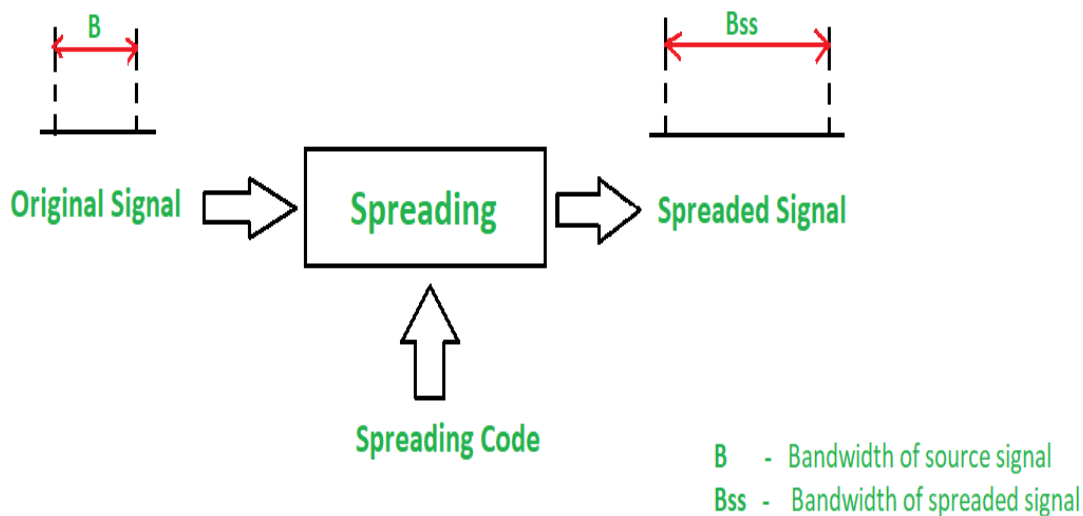 B
Bss
Original Signal
Spreading
Spreaded Signal
Spreading Code
B - Bandwidth of source signal
Bss - Bandwidth of spreaded signal